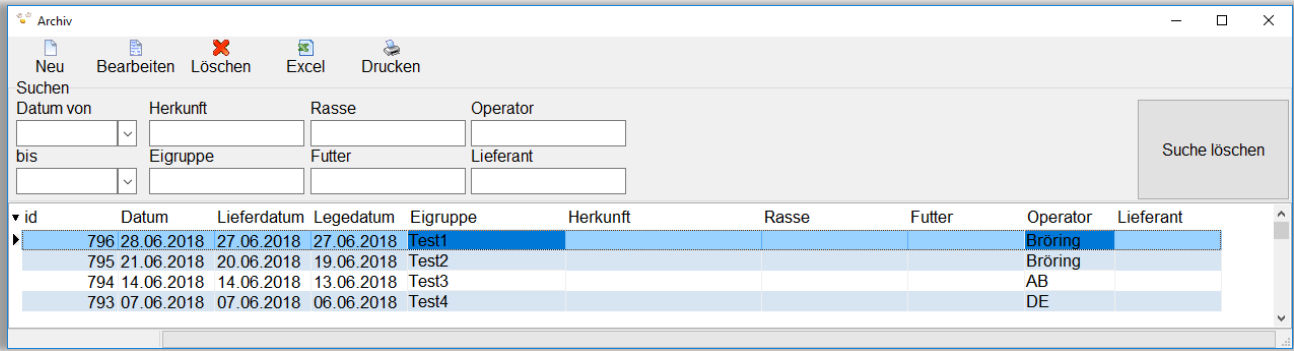 Archiv
Neu Bearbeiten Löschen Excel Drucken
Suchen
Datum von Herkunft Rasse Operator
bis Eigruppe Futter Lieferant
Suche löschen
id Datum Lieferdatum Legedatum Eigruppe Herkunft Rasse Futter Operator Lieferant
796 28.06.2018 27.06.2018 27.06.2018 Test1 Bröring
795 21.06.2018 20.06.2018 19.06.2018 Test2 Bröring
794 14.06.2018 14.06.2018 13.06.2018 Test3 AB
793 07.06.2018 07.06.2018 06.06.2018 Test4 DE